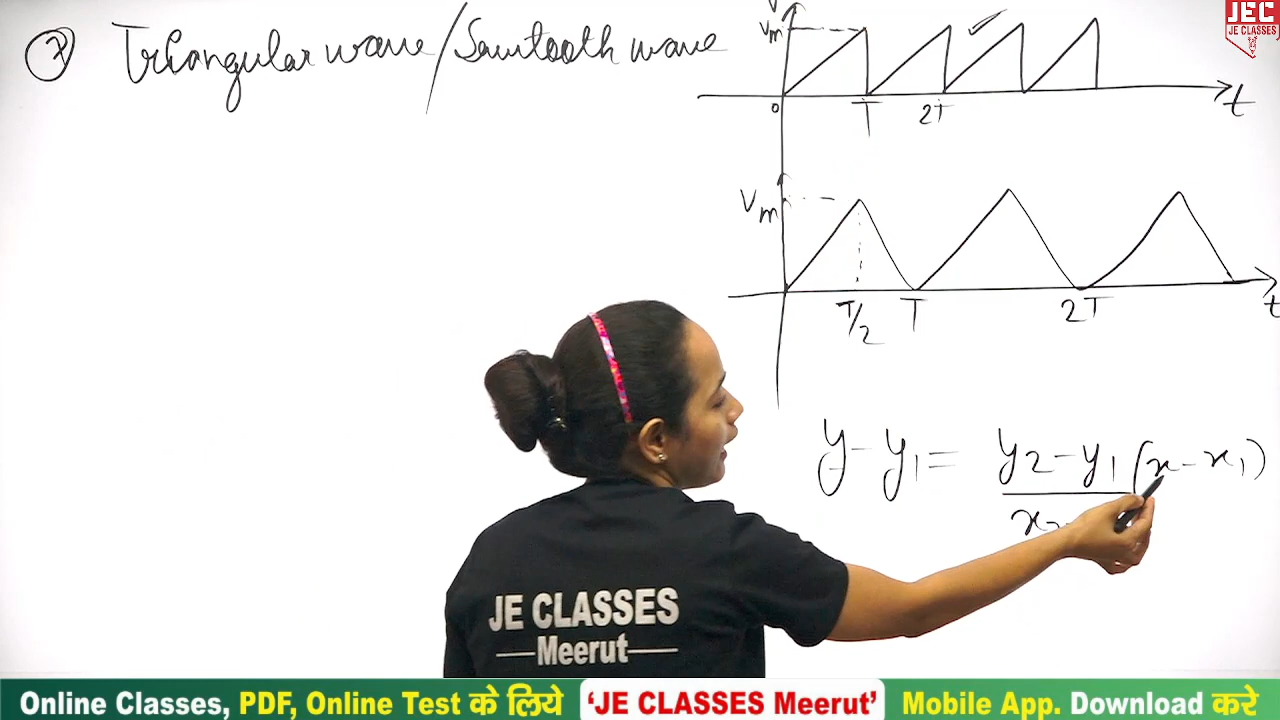 7 Triangular wave/Sawtooth wave
V
Vm
0 T 2T t
Vm
T/2 T 2T t
y - y1 = y2 - y1 (x - x1)
x2
JEC
JE CLASSES
JE CLASSES
Meerut
Online Classes, PDF, Online Test के लिये 'JE CLASSES Meerut' Mobile App. Download करे